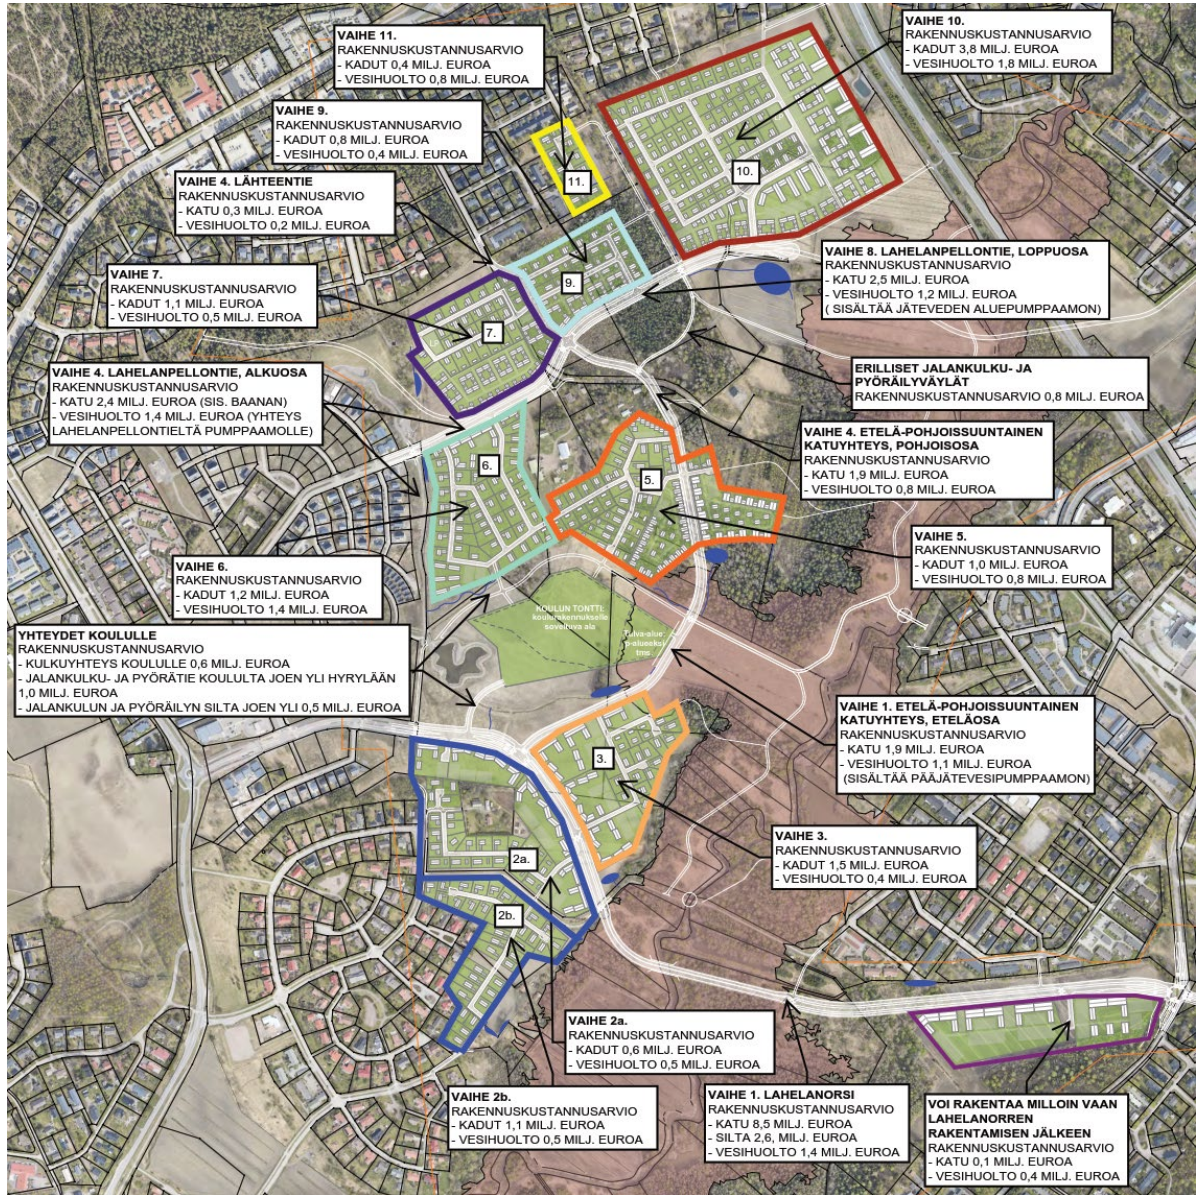 VAIHE 11.
RAKENNUSKUSTANNUSARVIO
- KADUT 0,4 MILJ. EUROA
- VESIHUOLTO 0,8 MILJ. EUROA
VAIHE 10.
RAKENNUSKUSTANNUSARVIO
- KADUT 3,8 MILJ. EUROA
- VESIHUOLTO 1,8 MILJ. EUROA
VAIHE 9.
RAKENNUSKUSTANNUSARVIO
- KADUT 0,8 MILJ. EUROA
- VESIHUOLTO 0,4 MILJ. EUROA
VAIHE 4. LÄHTEENTIE
RAKENNUSKUSTANNUSARVIO
- KATU 0,3 MILJ. EUROA
- VESIHUOLTO 0,2 MILJ. EUROA
11.
10.
VAIHE 8. LAHELANPELLONTIE, LOPPUOSA
RAKENNUSKUSTANNUSARVIO
- KATU 2,5 MILJ. EUROA
- VESIHUOLTO 1,2 MILJ. EUROA
( SISÄLTÄÄ JÄTEVEDEN ALUEPUMPPAAMON)
VAIHE 7.
RAKENNUSKUSTANNUSARVIO
- KADUT 1,1 MILJ. EUROA
- VESIHUOLTO 0,5 MILJ. EUROA
9.
7.
VAIHE 4. LAHELANPELLONTIE, ALKUOSA
RAKENNUSKUSTANNUSARVIO
- KATU 2,4 MILJ. EUROA (SIS. BAANAN)
- VESIHUOLTO 1,4 MILJ. EUROA (YHTEYS
LAHELANPELLONTIELTÄ PUMPPAAMOLLE)
ERILLISET JALANKULKU- JA
PYÖRÄILYVÄYLÄT
RAKENNUSKUSTANNUSARVIO 0,8 MILJ. EUROA
VAIHE 4. ETELÄ-POHJOISSUUNTAINEN
KATUYHTEYS, POHJOISOSA
RAKENNUSKUSTANNUSARVIO
- KATU 1,9 MILJ. EUROA
- VESIHUOLTO 0,8 MILJ. EUROA
6.
5.
VAIHE 5.
RAKENNUSKUSTANNUSARVIO
- KADUT 1,0 MILJ. EUROA
- VESIHUOLTO 0,8 MILJ. EUROA
VAIHE 6.
RAKENNUSKUSTANNUSARVIO
- KADUT 1,2 MILJ. EUROA
- VESIHUOLTO 1,4 MILJ. EUROA
KOULUN TONTTI:
koulurakennukselle
soveltuva ala
Tulva-alue:
p-alueeksi
tms.
YHTEYDET KOULULLE
RAKENNUSKUSTANNUSARVIO
- KULKUYHTEYS KOULULLE 0,6 MILJ. EUROA
- JALANKULKU- JA PYÖRÄTIE KOULULTA JOEN YLI HYRYLÄÄN
1,0 MILJ. EUROA
- JALANKULUN JA PYÖRÄILYN SILTA JOEN YLI 0,5 MILJ. EUROA
VAIHE 1. ETELÄ-POHJOISSUUNTAINEN
KATUYHTEYS, ETELÄOSA
RAKENNUSKUSTANNUSARVIO
- KATU 1,9 MILJ. EUROA
- VESIHUOLTO 1,1 MILJ. EUROA
(SISÄLTÄÄ PÄÄJÄTEVESIPUMPPAAMON)
3.
VAIHE 3.
RAKENNUSKUSTANNUSARVIO
- KADUT 1,5 MILJ. EUROA
- VESIHUOLTO 0,4 MILJ. EUROA
2a.
2b.
VAIHE 2a.
RAKENNUSKUSTANNUSARVIO
- KADUT 0,6 MILJ. EUROA
- VESIHUOLTO 0,5 MILJ. EUROA
VAIHE 2b.
RAKENNUSKUSTANNUSARVIO
- KADUT 1,1 MILJ. EUROA
- VESIHUOLTO 0,5 MILJ. EUROA
VAIHE 1. LAHELANORSI
RAKENNUSKUSTANNUSARVIO
- KATU 8,5 MILJ. EUROA
- SILTA 2,6, MILJ. EUROA
- VESIHUOLTO 1,4 MILJ. EUROA
VOI RAKENTAA MILLOIN VAAN
LAHELANORREN
RAKENTAMISEN JÄLKEEN
RAKENNUSKUSTANNUSARVIO
- KATU 0,1 MILJ. EUROA
- VESIHUOLTO 0,4 MILJ. EUROA